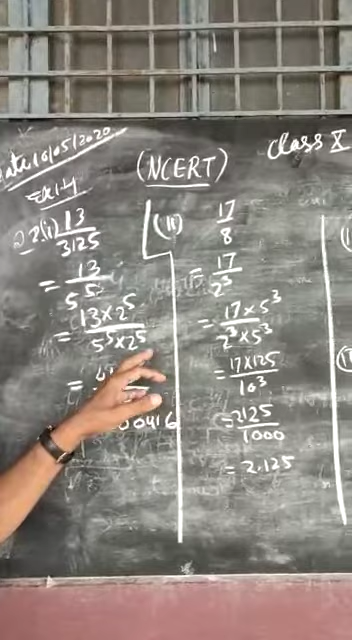 Date 10/05/2020
(NCERT)
Class X
Ex 1.4
Q 2.(i) 13/3125
= 13/5⁵
= 13×2⁵/5⁵×2⁵
=
0416
(ii) 17/8
= 17/2³
= 17×5³/2³×5³
= 17×125/10³
= 2125/1000
= 2.125